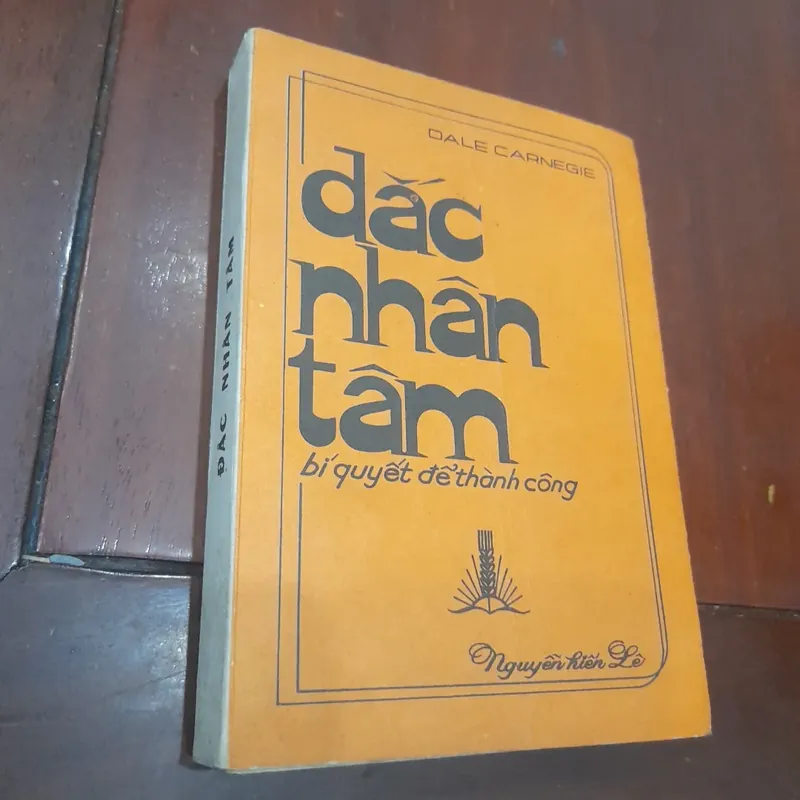 DALE CARNEGIE
đắc
nhân
tâm
bí quyết để thành công
Nguyễn hiến Lê
ĐẮC NHÂN TÂM